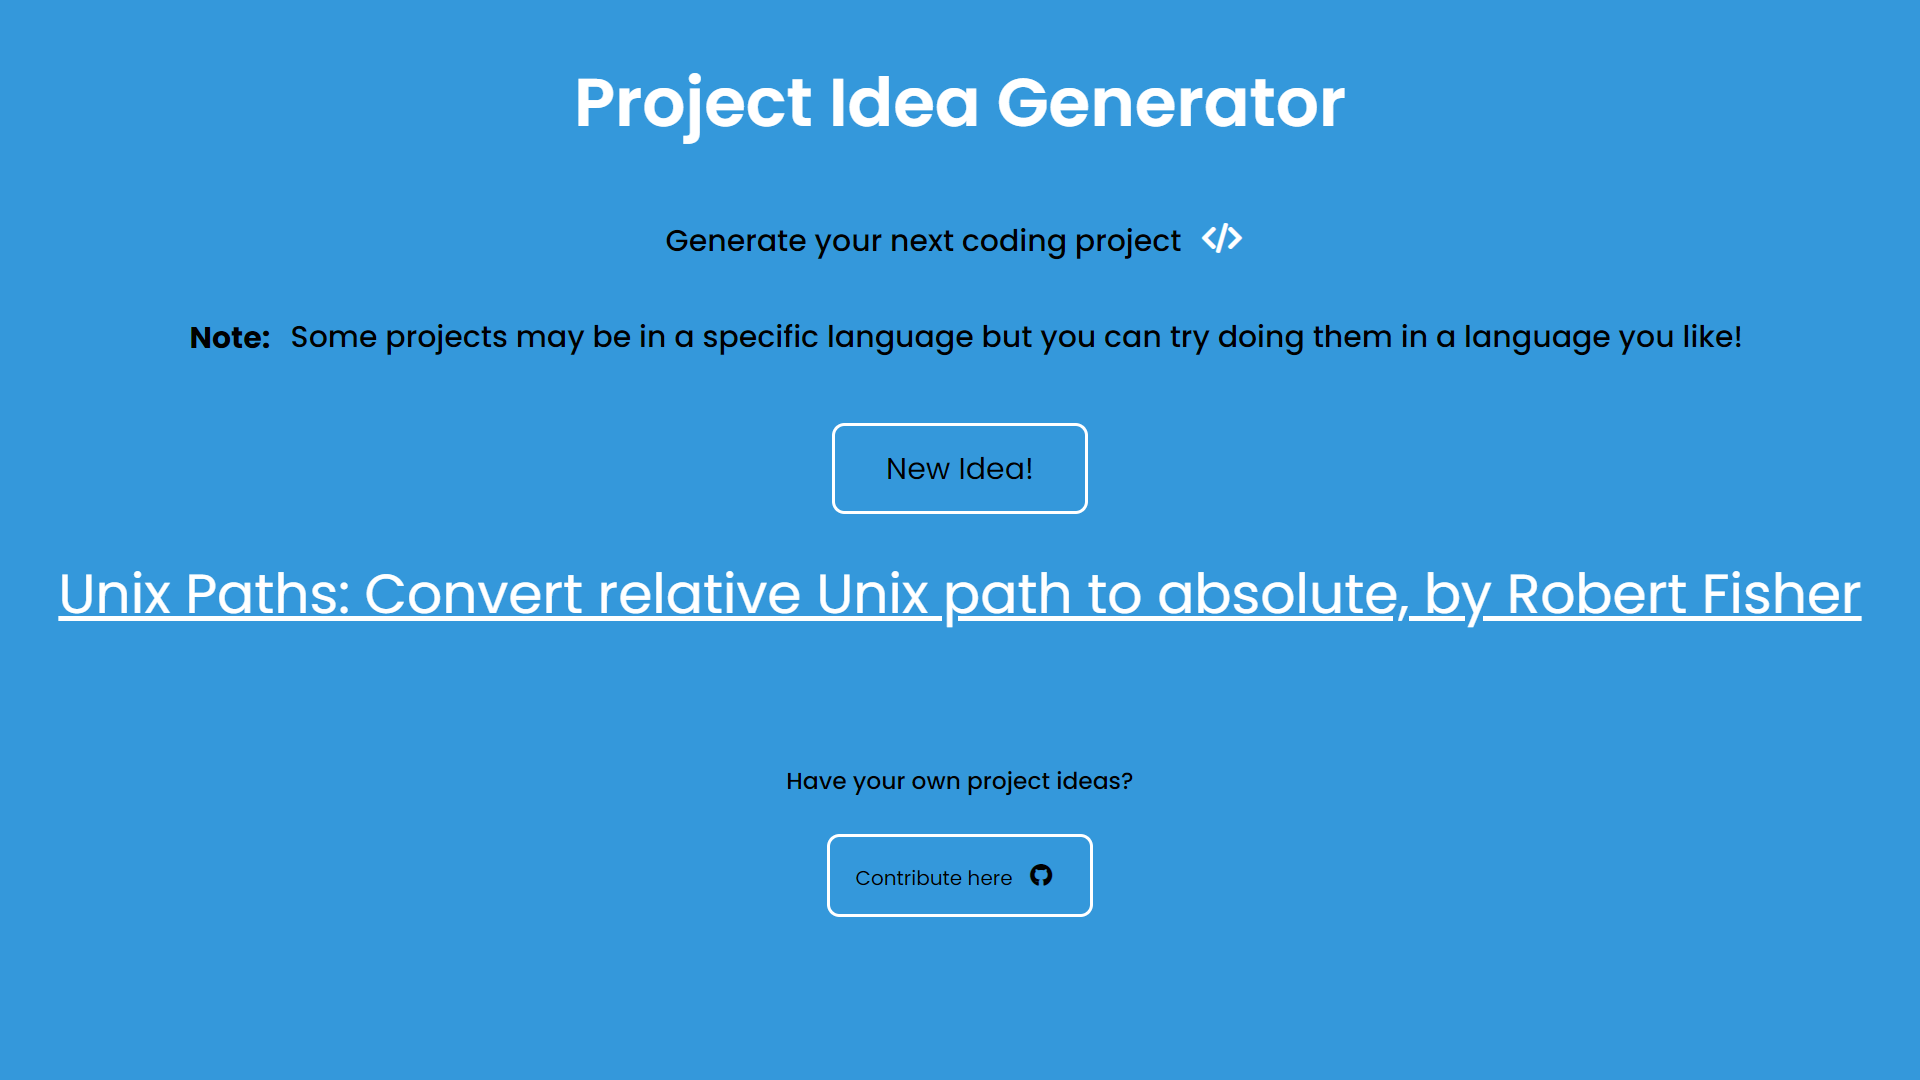 Project Idea Generator
Generate your next coding project
Note: Some projects may be in a specific language but you can try doing them in a language you like!
New Idea!
Unix Paths: Convert relative Unix path to absolute, by Robert Fisher
Have your own project ideas?
Contribute here